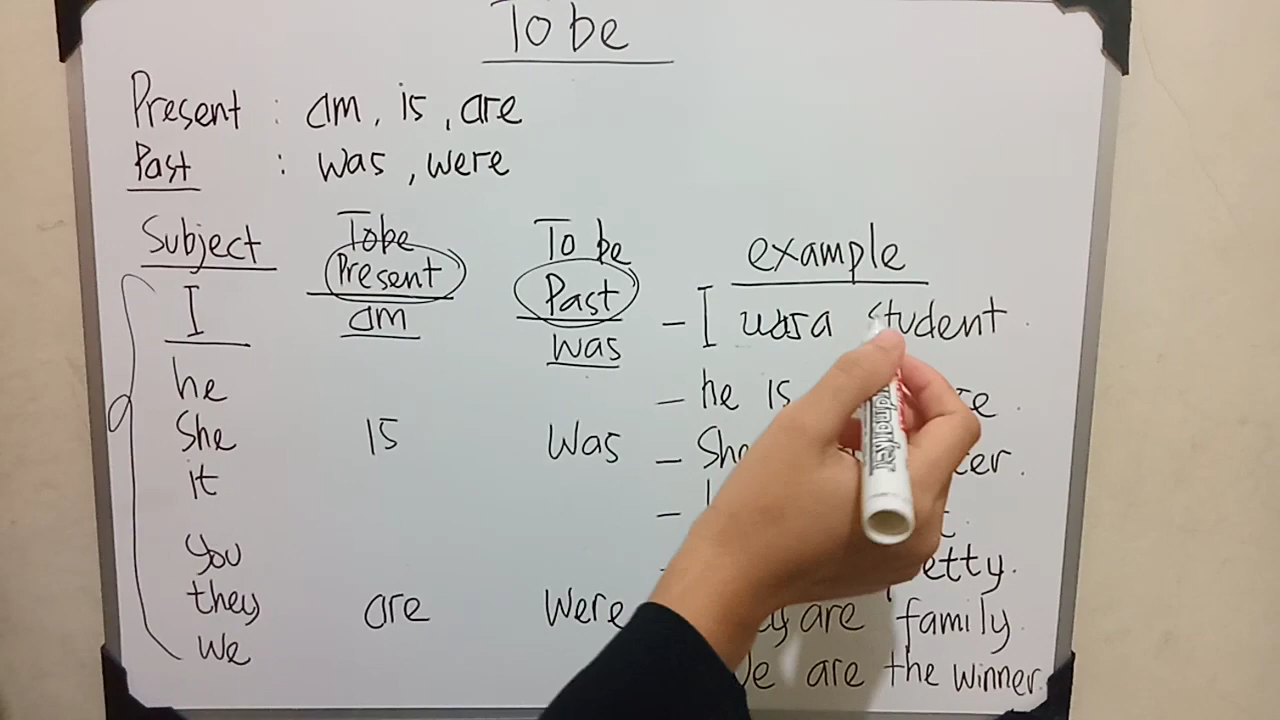 To be
Present : am, is, are
Past : was, were
Subject
Tobe
Present
To be
Past
example
I
am
was
- I was a student.
he
She
it
is
was
- he is
- She
you
they
we
are
were
are family.
are the winner.